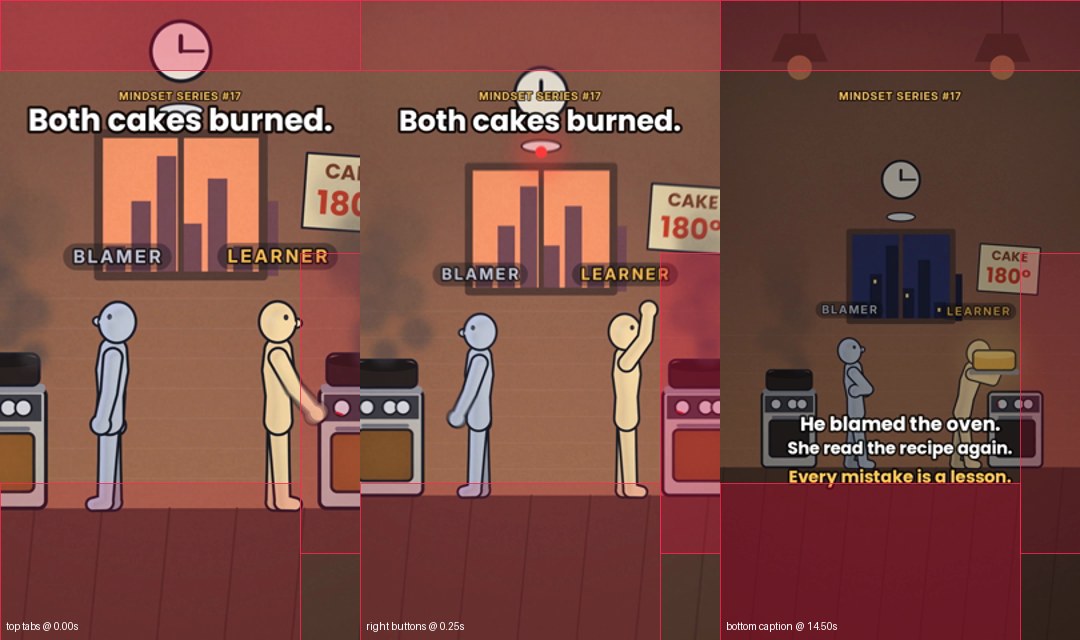 MINDSET SERIES #17
Both cakes burned.
CA
180
BLAMER
LEARNER
top tabs @ 0.00s
MINDSET SERIES #17
Both cakes burned.
CAKE
180°
BLAMER
LEARNER
right buttons @ 0.25s
MINDSET SERIES #17
CAKE
180°
BLAMER
LEARNER
He blamed the oven.
She read the recipe again.
Every mistake is a lesson.
bottom caption @ 14.50s